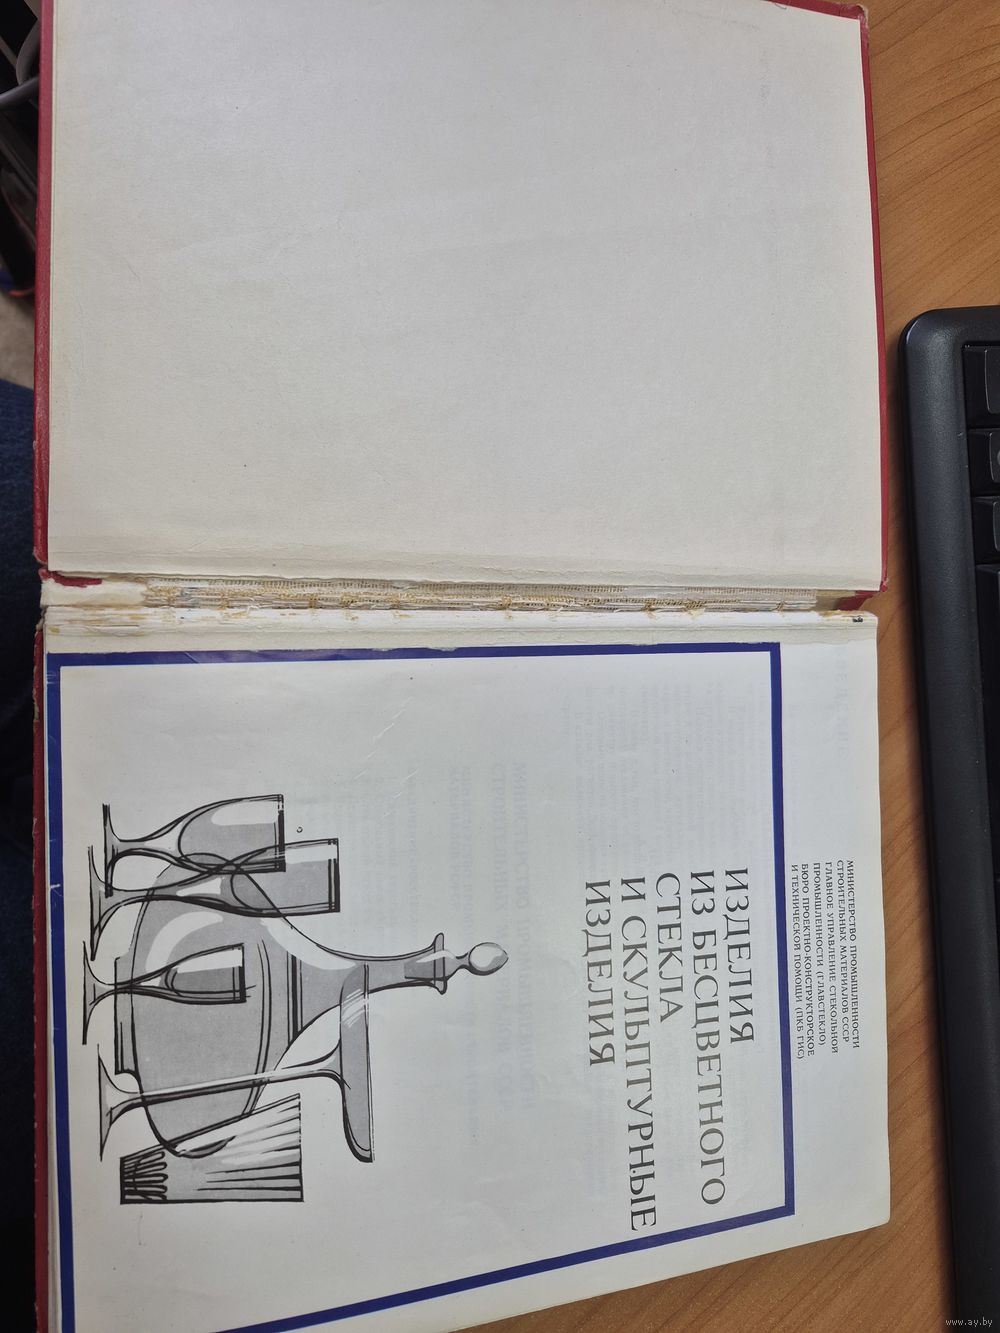 МИНИСТЕРСТВО ПРОМЫШЛЕННОСТИ
СТРОИТЕЛЬНЫХ МАТЕРИАЛОВ СССР
ГЛАВНОЕ УПРАВЛЕНИЕ СТЕКОЛЬНОЙ
ПРОМЫШЛЕННОСТИ (ГЛАВСТЕКЛО)
БЮРО ПРОЕКТНО-КОНСТРУКТОРСКОЕ
И ТЕХНИЧЕСКОЙ ПОМОЩИ (ПКБ ГИС)
ИЗДЕЛИЯ
ИЗ БЕСЦВЕТНОГО
СТЕКЛА
И СКУЛЬПТУРНЫЕ
ИЗДЕЛИЯ
www.ay.by